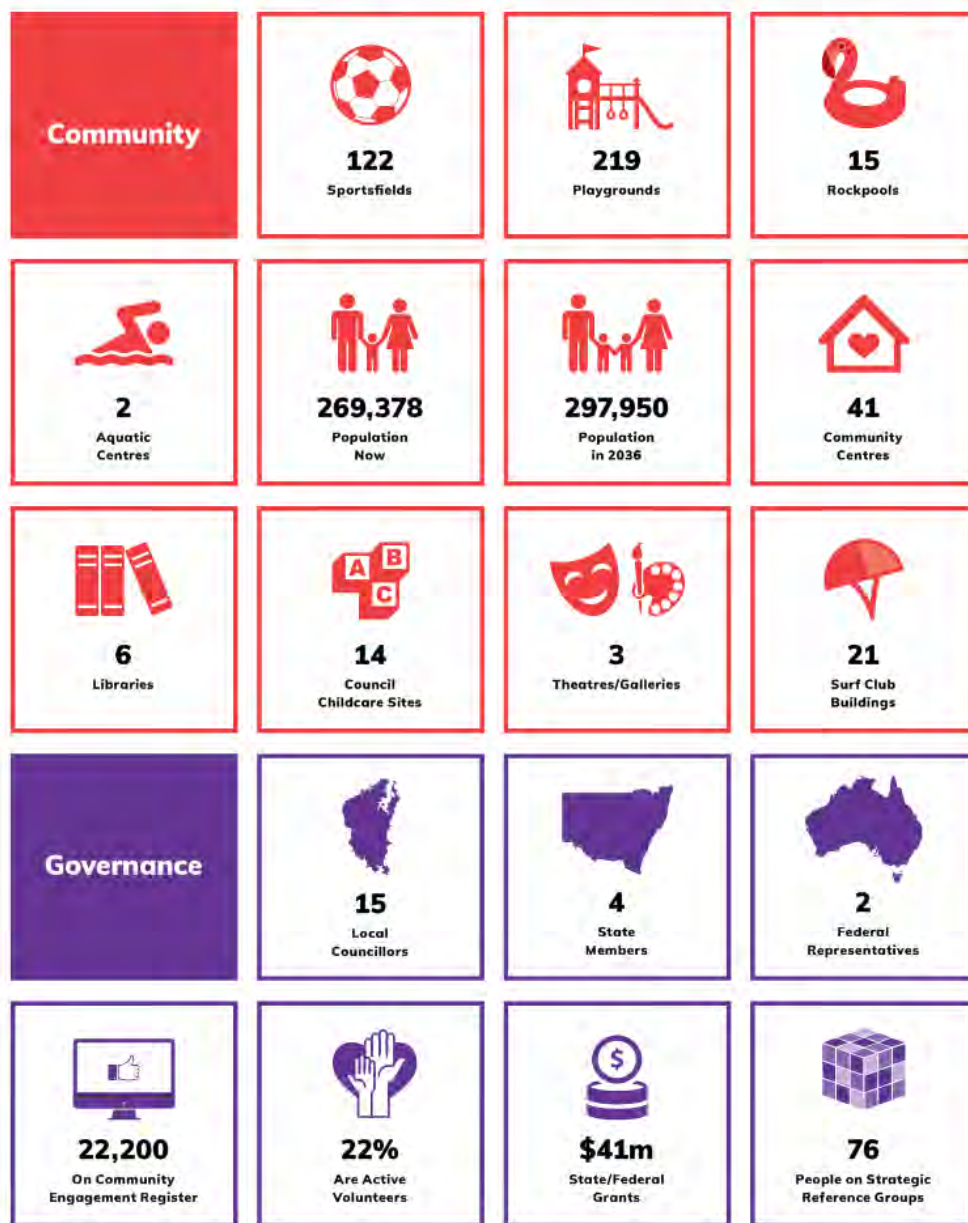 Community
122
Sportsfields
219
Playgrounds
15
Rockpools
2
Aquatic
Centres
269,378
Population
Now
297,950
Population
in 2036
41
Community
Centres
6
Libraries
A B
C
14
Council
Childcare Sites
3
Theatres/Galleries
21
Surf Club
Buildings
Governance
15
Local
Councillors
4
State
Members
2
Federal
Representatives
22,200
On Community
Engagement Register
22%
Are Active
Volunteers
$
$41m
State/Federal
Grants
76
People on Strategic
Reference Groups